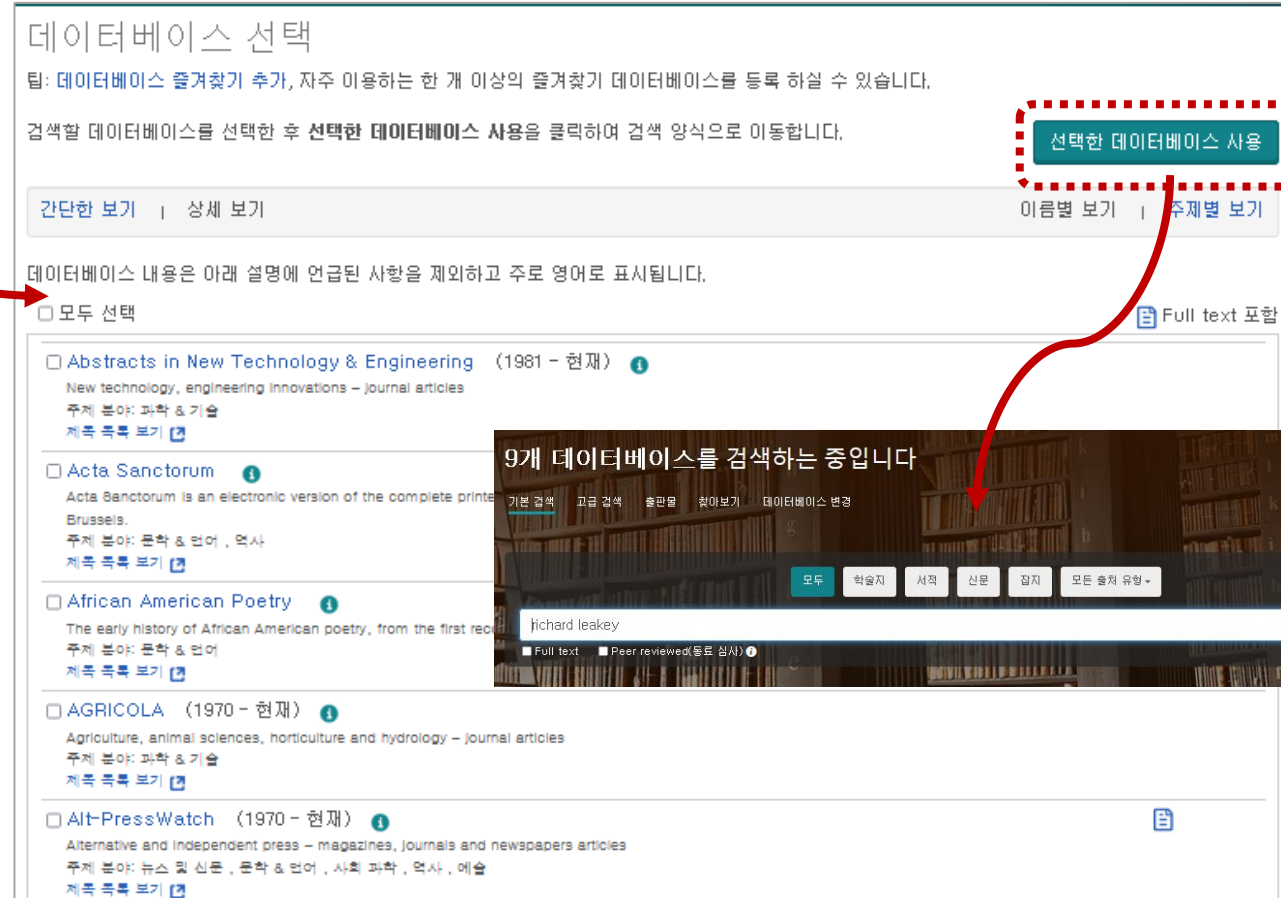 데이터베이스 선택
팁: 데이터베이스 즐겨찾기 추가, 자주 이용하는 한 개 이상의 즐겨찾기 데이터베이스를 등록 하실 수 있습니다.
검색할 데이터베이스를 선택한 후 선택한 데이터베이스 사용을 클릭하여 검색 양식으로 이동합니다.
선택한 데이터베이스 사용
간단한 보기 | 상세 보기
이름별 보기 | 주제별 보기
데이터베이스 내용은 아래 설명에 언급된 사항을 제외하고 주로 영어로 표시됩니다.
모두 선택
Full text 포함
Abstracts in New Technology & Engineering (1981 - 현재)
New technology, engineering innovations – journal articles
주제 분야: 과학 & 기술
제목 목록 보기
Acta Sanctorum
Acta Sanctorum is an electronic version of the complete printe
Brussels.
주제 분야: 문학 & 언어 , 역사
제목 목록 보기
African American Poetry
The early history of African American poetry, from the first rec
주제 분야: 문학 & 언어
제목 목록 보기
9개 데이터베이스를 검색하는 중입니다
기본 검색 고급 검색 출판물 찾아보기 데이터베이스 변경
모두 학술지 서적 신문 잡지 모든 출처 유형
richard leakey
Full text Peer reviewed(동료 심사)
AGRICOLA (1970 - 현재)
Agriculture, animal sciences, horticulture and hydrology – journal articles
주제 분야: 과학 & 기술
제목 목록 보기
Alt-PressWatch (1970 - 현재)
Alternative and independent press – magazines, journals and newspapers articles
주제 분야: 뉴스 및 신문 , 문학 & 언어 , 사회 과학 , 역사 , 예술
제목 목록 보기